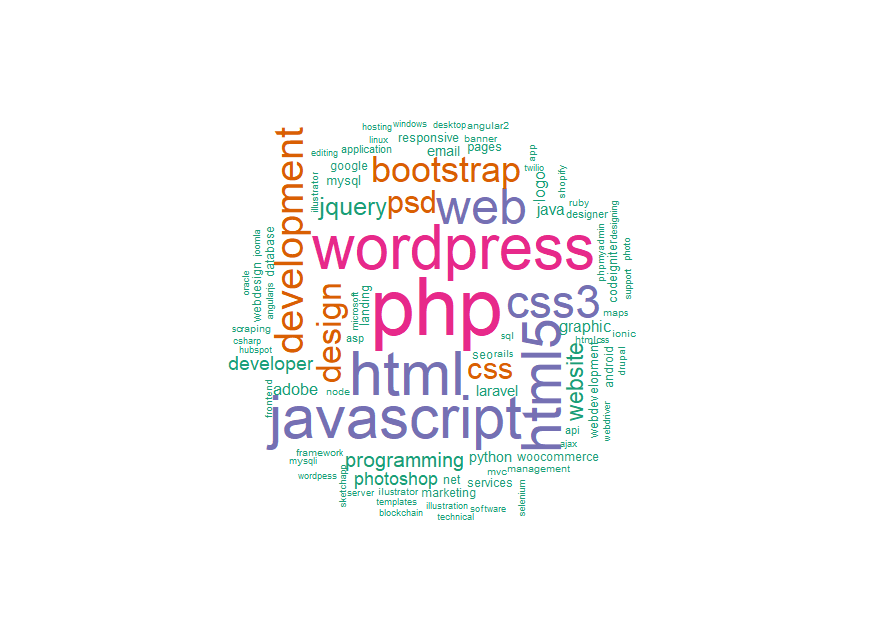 hosting
windows
desktop
angular2
linux
responsive
banner
editing
application
email
pages
app
google
bootstrap
twilio
mysql
logo
shopify
illustrator
jquery
psd
web
java
ruby
designer
development
wordpress
phpmyadmin
codeigniter
designing
photo
support
joomla
database
webdesign
oracle
angularjs
php
css3
microsoft
landing
design
maps
graphic
ionic
scraping
asp
sql
htmlcss
csharp
hubspot
seo
rails
html
css
html5
website
webdevelopment
android
drupal
developer
adobe
node
laravel
frontend
javascript
api
webdriver
ajax
framework
mysqli
programming
python
woocommerce
mvc
management
wordpess
sketchapp
photoshop
net
services
server
ilustrator
marketing
selenium
templates
illustration
software
blockchain
technical